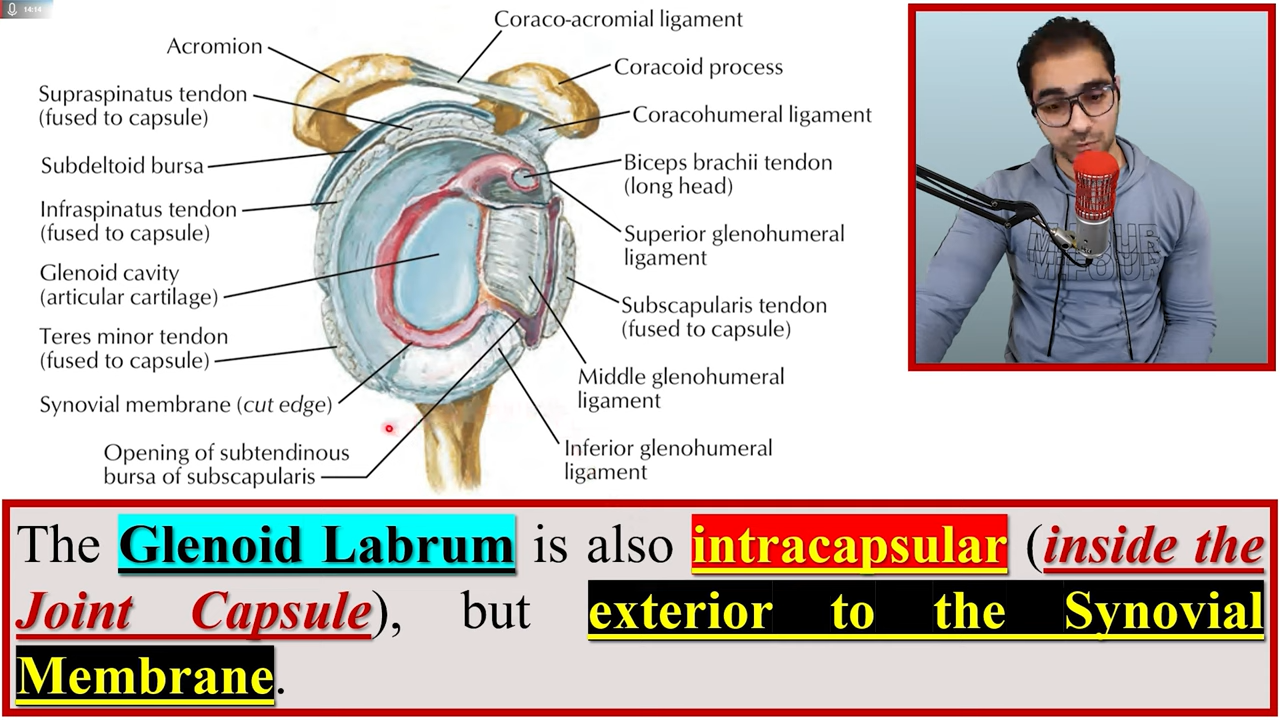 14:14
Coraco-acromial ligament
Acromion
Coracoid process
Supraspinatus tendon
(fused to capsule)
Coracohumeral ligament
Subdeltoid bursa
Biceps brachii tendon
(long head)
Infraspinatus tendon
(fused to capsule)
Superior glenohumeral
ligament
Glenoid cavity
(articular cartilage)
Subscapularis tendon
(fused to capsule)
Teres minor tendon
(fused to capsule)
Middle glenohumeral
ligament
Synovial membrane (cut edge)
Opening of subtendinous
bursa of subscapularis
Inferior glenohumeral
ligament
The Glenoid Labrum is also intracapsular (inside the
Joint Capsule), but exterior to the Synovial
Membrane.